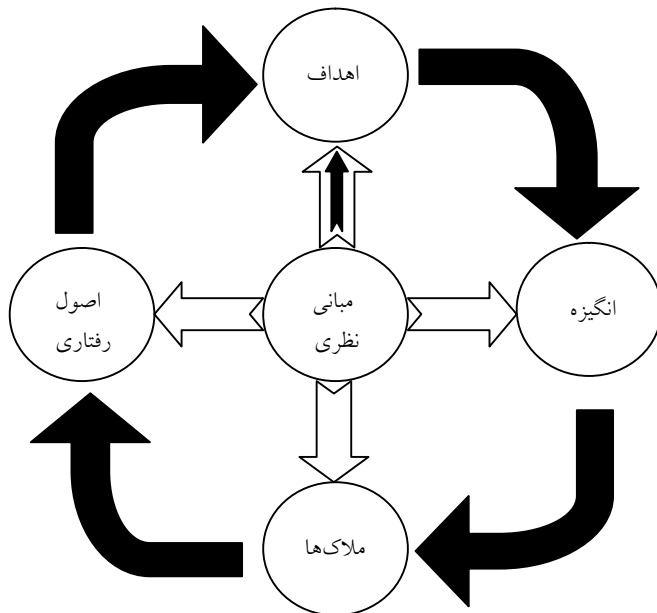 اهداف
انگیزه
مبانی
نظری
اصول
رفتاری
ملاک‌ها